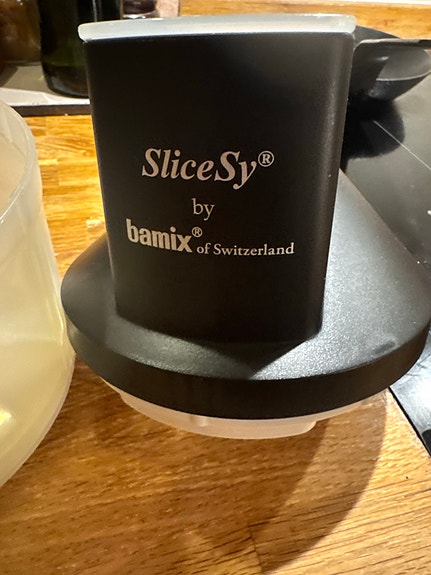 SliceSy®
by
bamix® of Switzerland